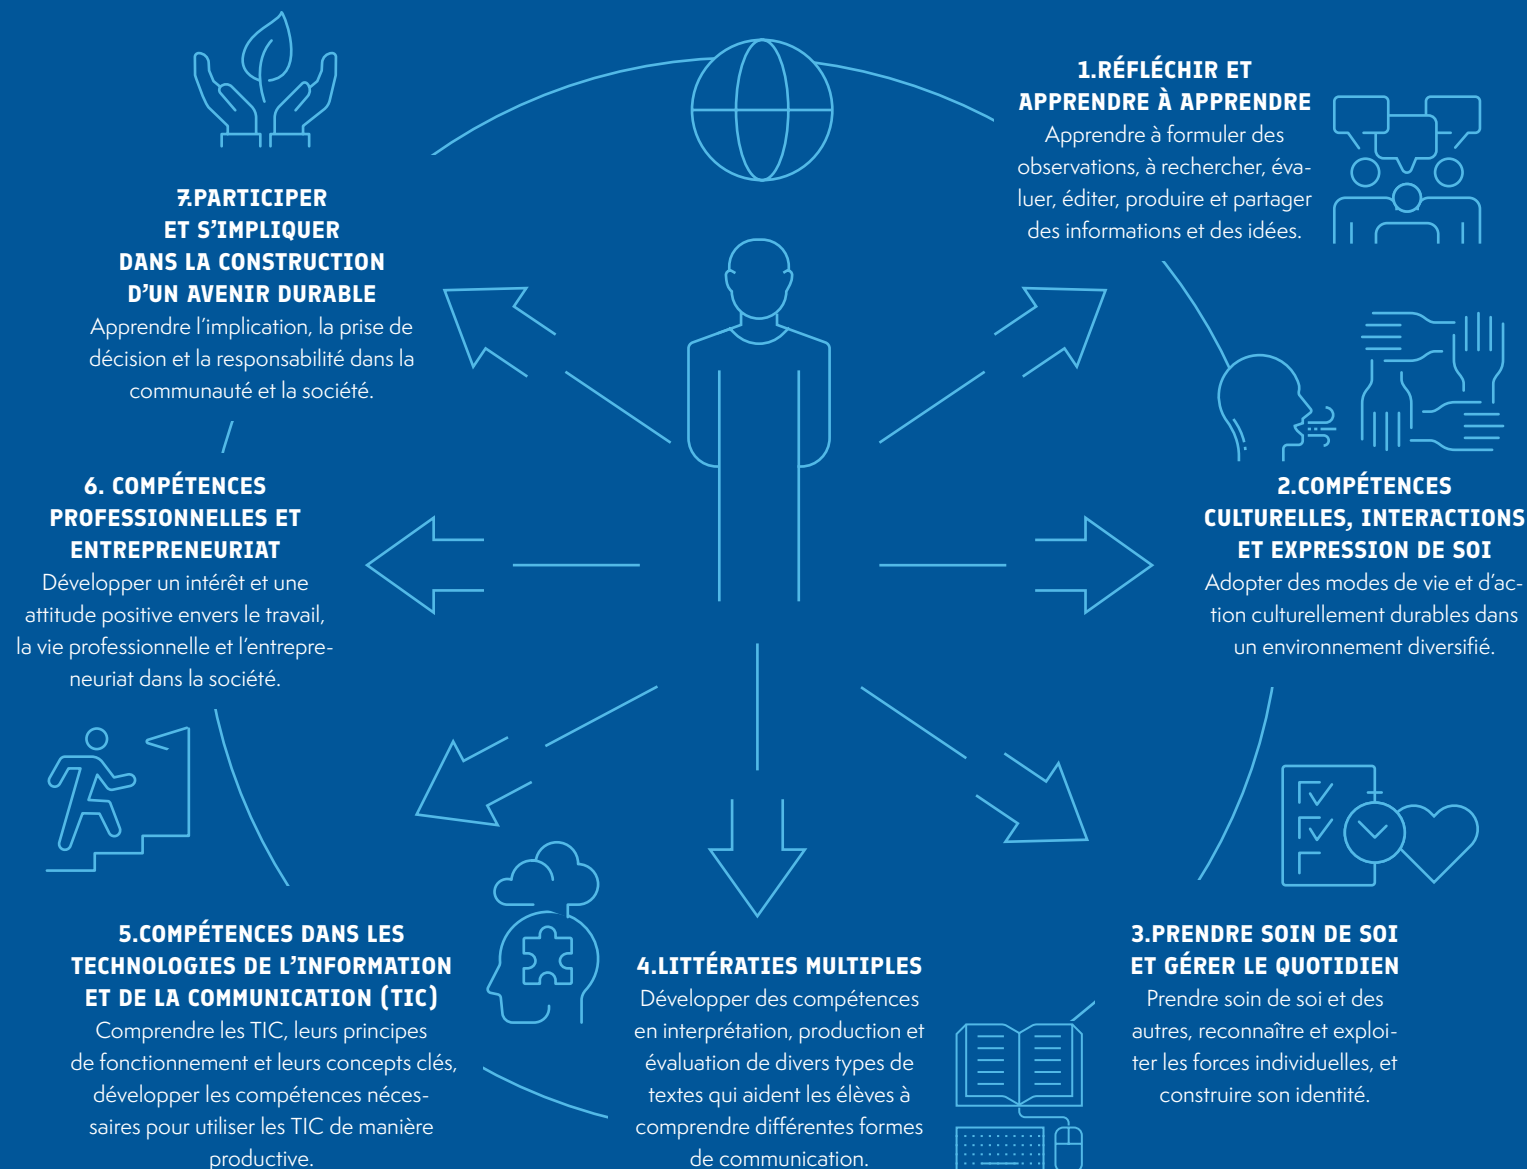 1.RÉFLÉCHIR ET
APPRENDRE À APPRENDRE
Apprendre à formuler des
observations, à rechercher, éva-
luer, éditer, produire et partager
des informations et des idées.
2.COMPÉTENCES
CULTURELLES, INTERACTIONS
ET EXPRESSION DE SOI
Adopter des modes de vie et d’ac-
tion culturellement durables dans
un environnement diversifié.
3.PRENDRE SOIN DE SOI
ET GÉRER LE QUOTIDIEN
Prendre soin de soi et des
autres, reconnaître et exploi-
ter les forces individuelles, et
construire son identité.
4.LITTÉRATIES MULTIPLES
Développer des compétences
en interprétation, production et
évaluation de divers types de
textes qui aident les élèves à
comprendre différentes formes
de communication.
5.COMPÉTENCES DANS LES
TECHNOLOGIES DE L’INFORMATION
ET DE LA COMMUNICATION (TIC)
Comprendre les TIC, leurs principes
de fonctionnement et leurs concepts clés,
développer les compétences néces-
saires pour utiliser les TIC de manière
productive.
6. COMPÉTENCES
PROFESSIONNELLES ET
ENTREPRENEURIAT
Développer un intérêt et une
attitude positive envers le travail,
la vie professionnelle et l’entrepre-
neuriat dans la société.
7.PARTICIPER
ET S’IMPLIQUER
DANS LA CONSTRUCTION
D’UN AVENIR DURABLE
Apprendre l’implication, la prise de
décision et la responsabilité dans la
communauté et la société.